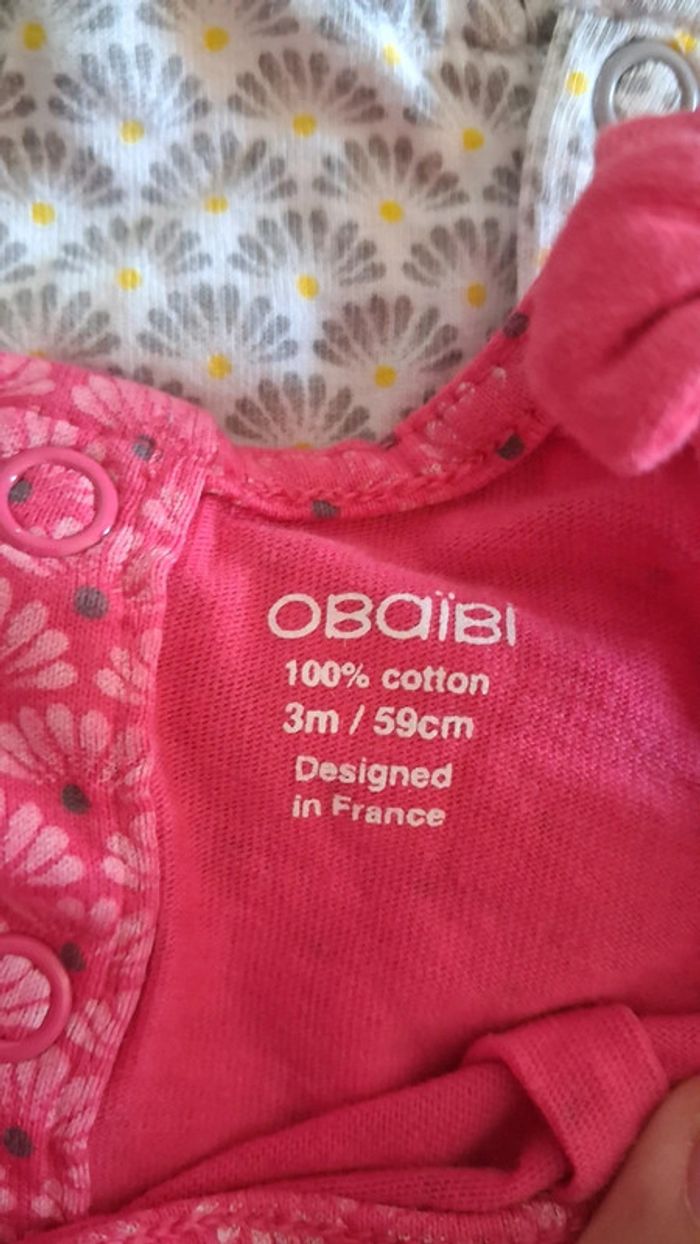 OBaïBI
100% cotton
3m / 59cm
Designed
in France